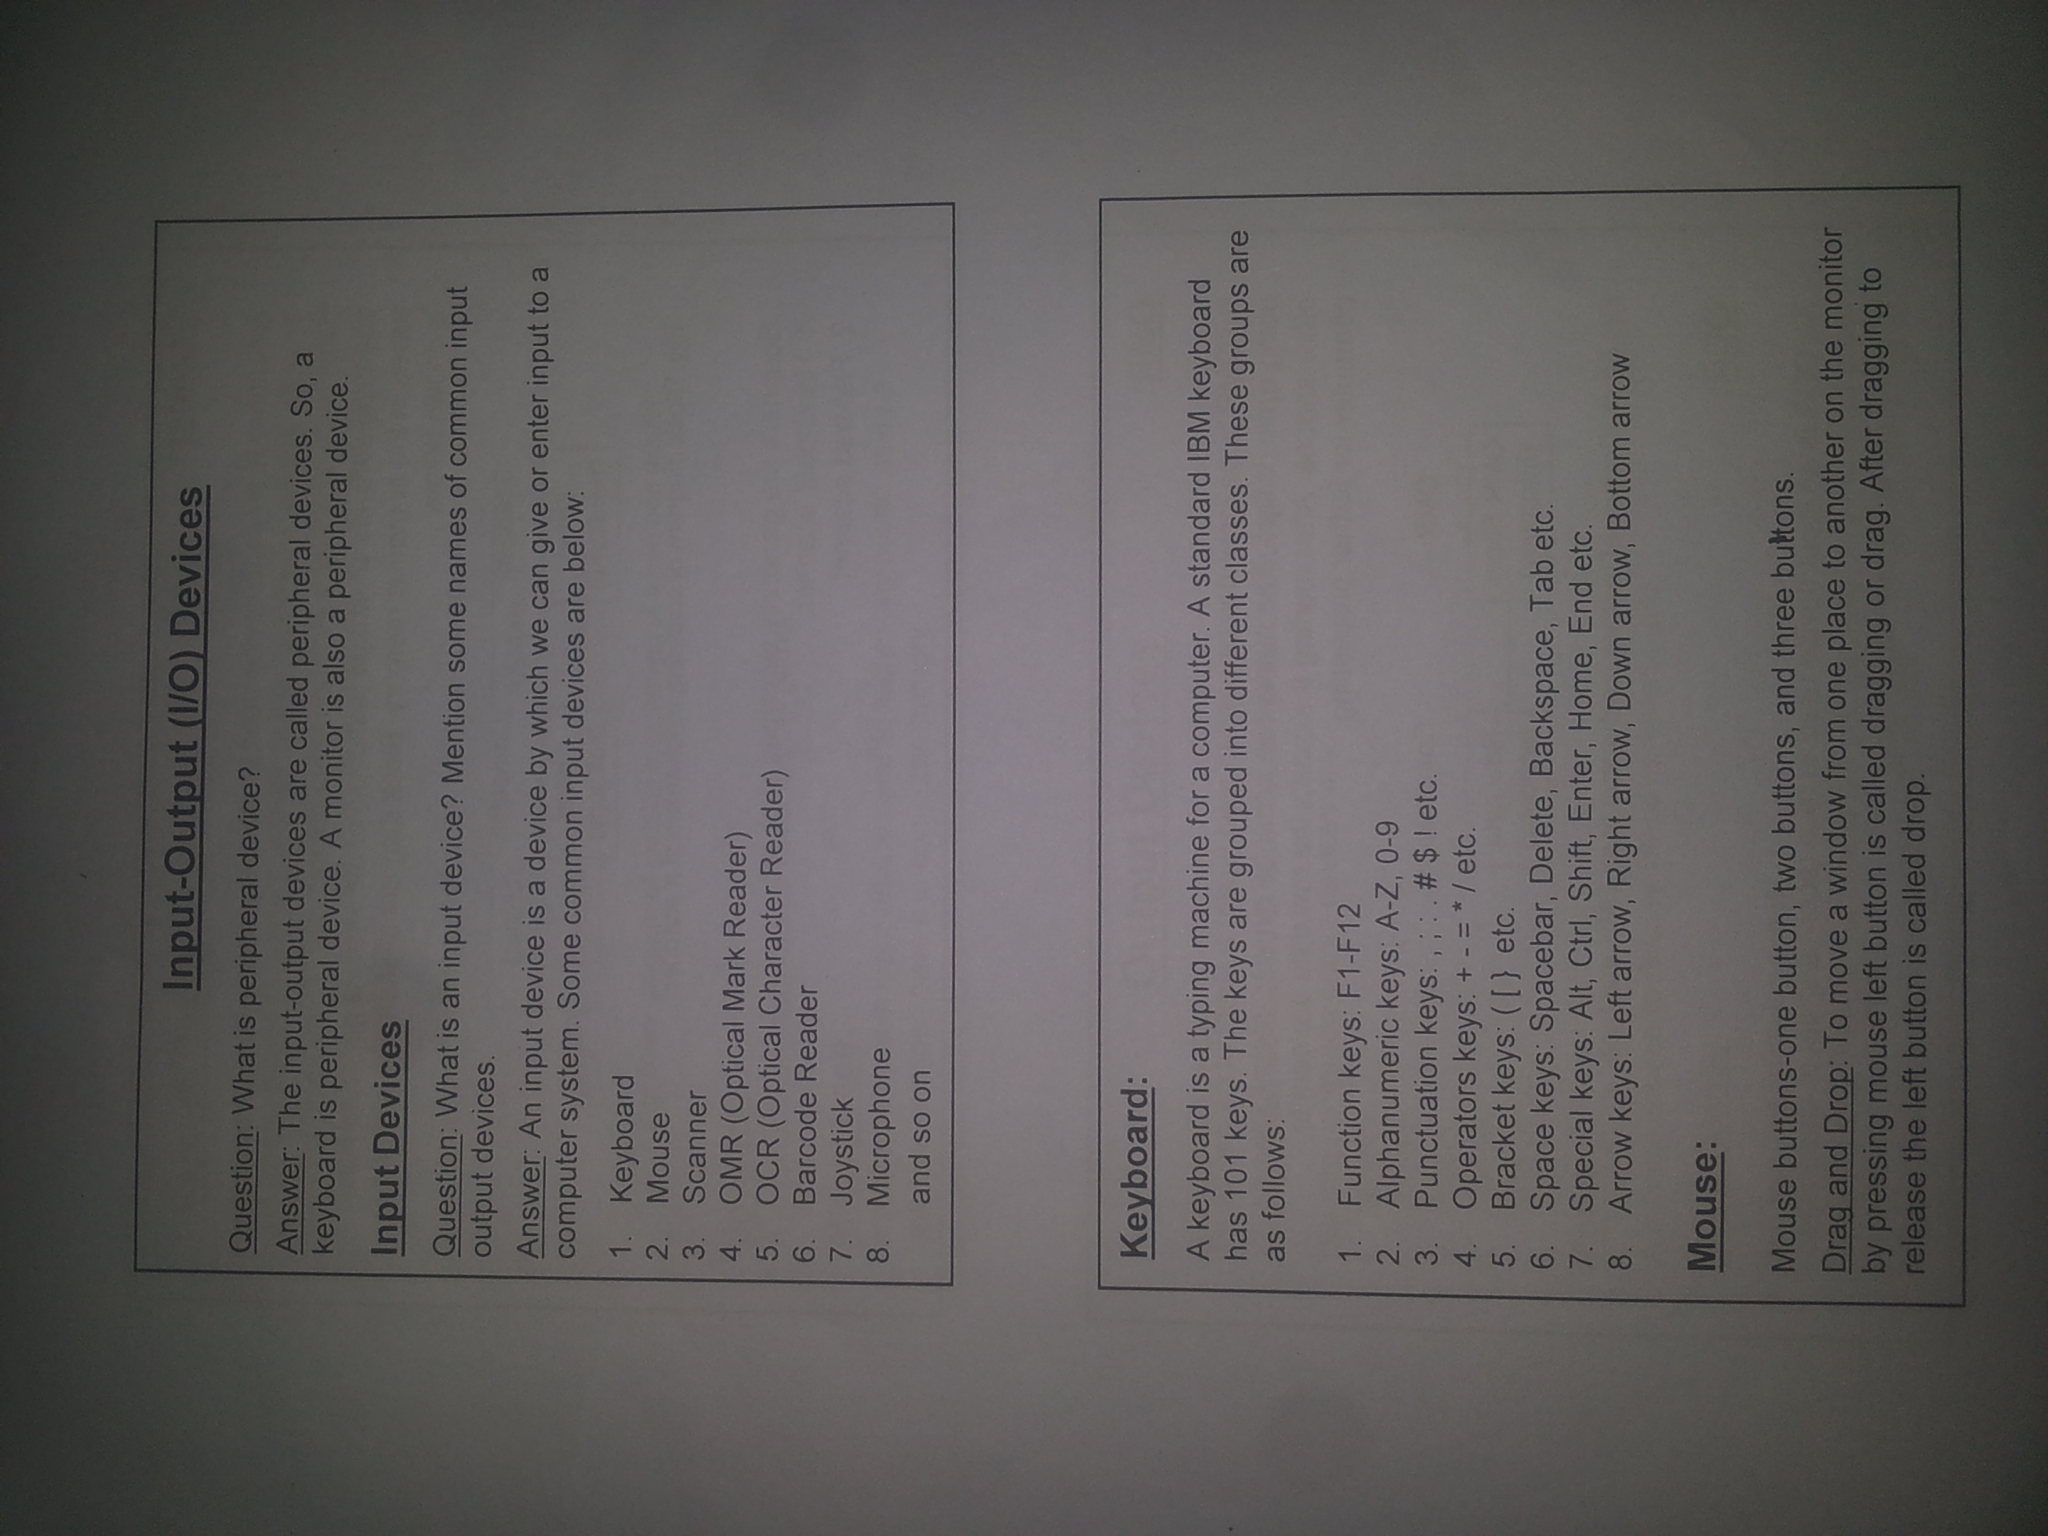 Input-Output (I/O) Devices
Question: What is peripheral device?
Answer: The input-output devices are called peripheral devices. So, a
keyboard is peripheral device. A monitor is also a peripheral device.
Input Devices
Question: What is an input device? Mention some names of common input
output devices.
Answer: An input device is a device by which we can give or enter input to a
computer system. Some common input devices are below:
1. Keyboard
2. Mouse
3. Scanner
4. OMR (Optical Mark Reader)
5. OCR (Optical Character Reader)
6. Barcode Reader
7. Joystick
8. Microphone
and so on
Keyboard:
A keyboard is a typing machine for a computer. A standard IBM keyboard
has 101 keys. The keys are grouped into different classes. These groups are
as follows:
1. Function keys: F1-F12
2. Alphanumeric keys: A-Z, 0-9
3. Punctuation keys: , ; : . # $ ! etc.
4. Operators keys: + - = * / etc.
5. Bracket keys: ( [ } etc.
6. Space keys: Spacebar, Delete, Backspace, Tab etc.
7. Special keys: Alt, Ctrl, Shift, Enter, Home, End etc.
8. Arrow keys: Left arrow, Right arrow, Down arrow, Bottom arrow
Mouse:
Mouse buttons-one button, two buttons, and three buttons.
Drag and Drop: To move a window from one place to another on the monitor
by pressing mouse left button is called dragging or drag. After dragging to
release the left button is called drop.